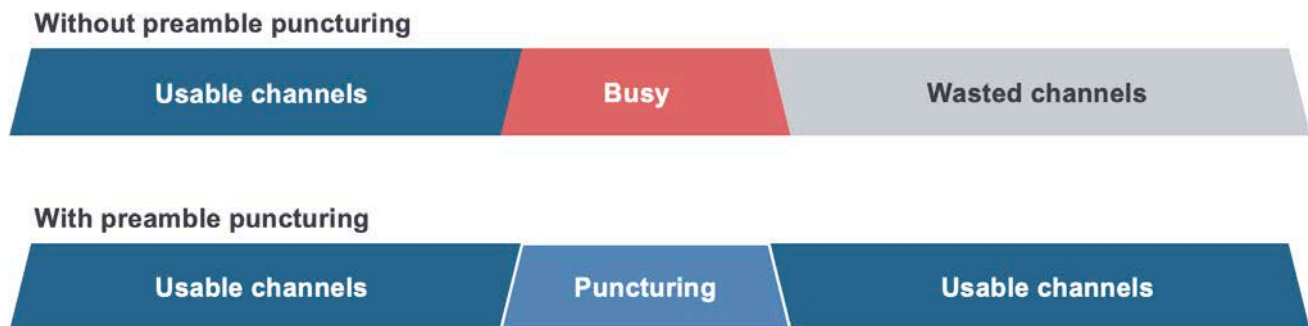 Without preamble puncturing
Usable channels Busy Wasted channels
With preamble puncturing
Usable channels Puncturing Usable channels